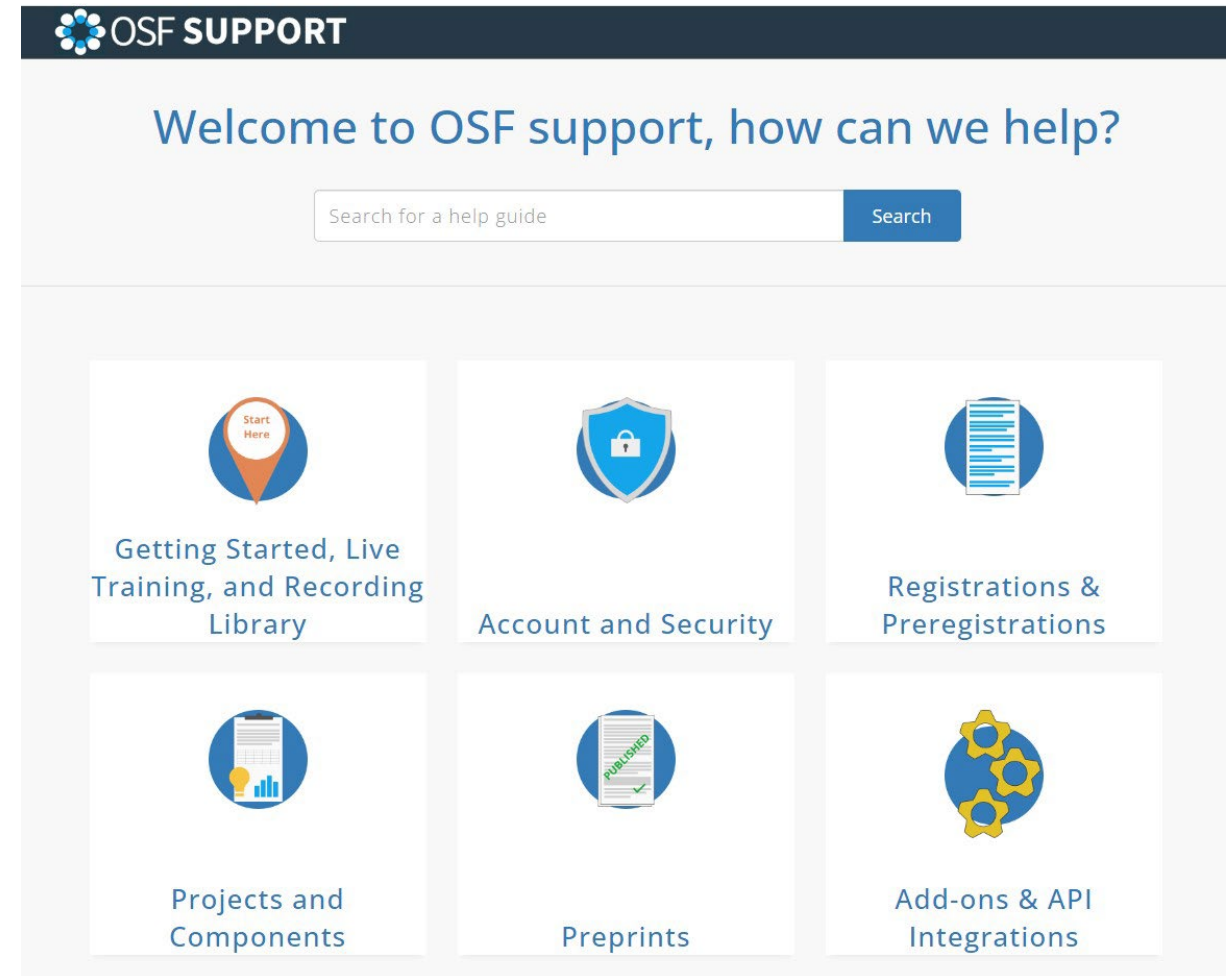 OSF SUPPORT
Welcome to OSF support, how can we help?
Search for a help guide
Search
Start
Here
Getting Started, Live
Training, and Recording
Library
Account and Security
Registrations &
Preregistrations
Projects and
Components
PUBLISHED
Preprints
Add-ons & API
Integrations